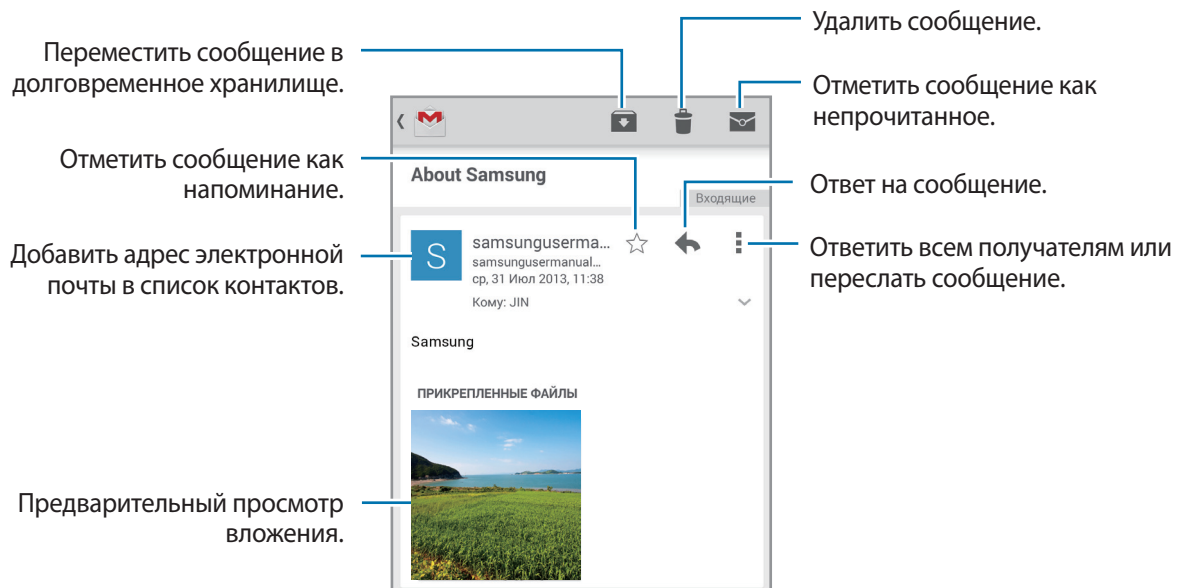 Удалить сообщение.
Переместить сообщение в
долговременное хранилище.
Отметить сообщение как
непрочитанное.
Отметить сообщение как
напоминание.
About Samsung
Входящие
Ответ на сообщение.
Добавить адрес электронной
почты в список контактов.
S
samsunguserma...
samsungusermanual...
ср, 31 Июл 2013, 11:38
Кому: JIN
Ответить всем получателям или
переслать сообщение.
Samsung
ПРИКРЕПЛЕННЫЕ ФАЙЛЫ
Предварительный просмотр
вложения.